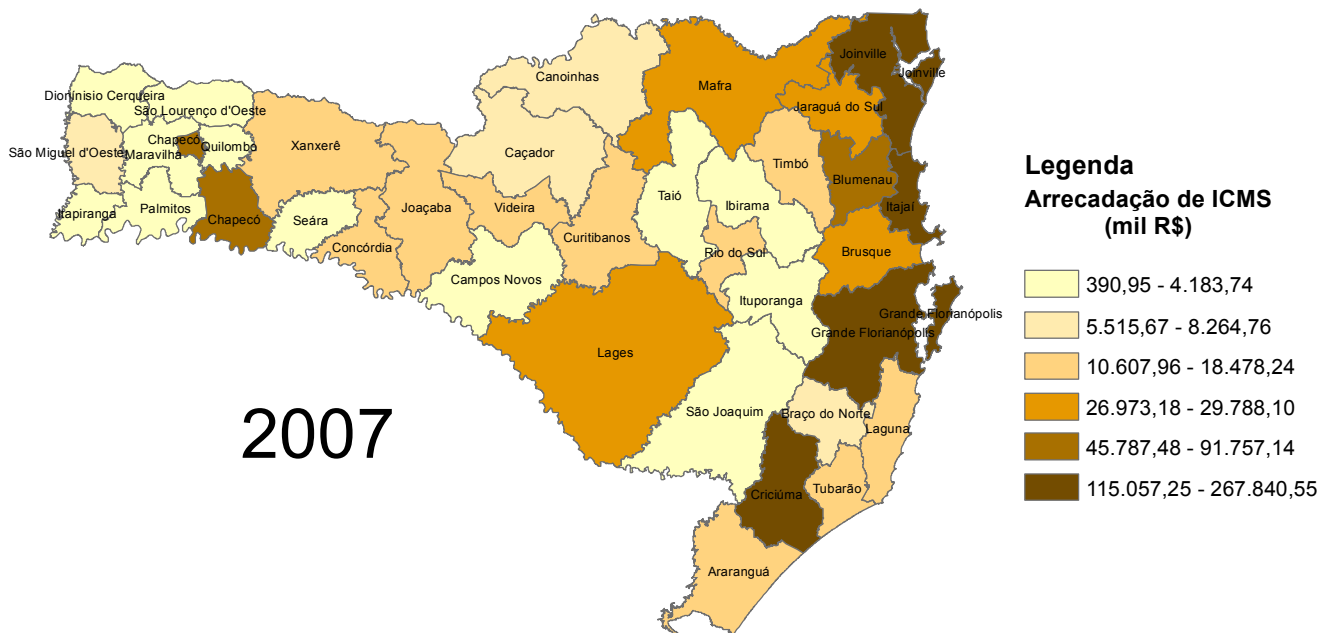 Joinville
Canoinhas
Joinville
Mafra
Dionínisio Cerqueira
Jaraguá do Sul
São Lourenço d'Oeste
Chapecó
Quilombo
Xanxerê
São Miguel d'Oeste
Maravilha
Caçador
Timbó
Blumenau
Taió
Ibirama
Itapiranga
Palmitos
Chapecó
Seára
Joaçaba
Videira
Itajaí
Curitibanos
Concórdia
Rio do Sul
Brusque
Campos Novos
Ituporanga
Grande Florianópolis
Grande Florianópolis
Lages
São Joaquim
Braço do Norte
Laguna
2007
Criciúma
Tubarão
Araranguá
Legenda
Arrecadação de ICMS
(mil R$)
390,95 - 4.183,74
5.515,67 - 8.264,76
10.607,96 - 18.478,24
26.973,18 - 29.788,10
45.787,48 - 91.757,14
115.057,25 - 267.840,55